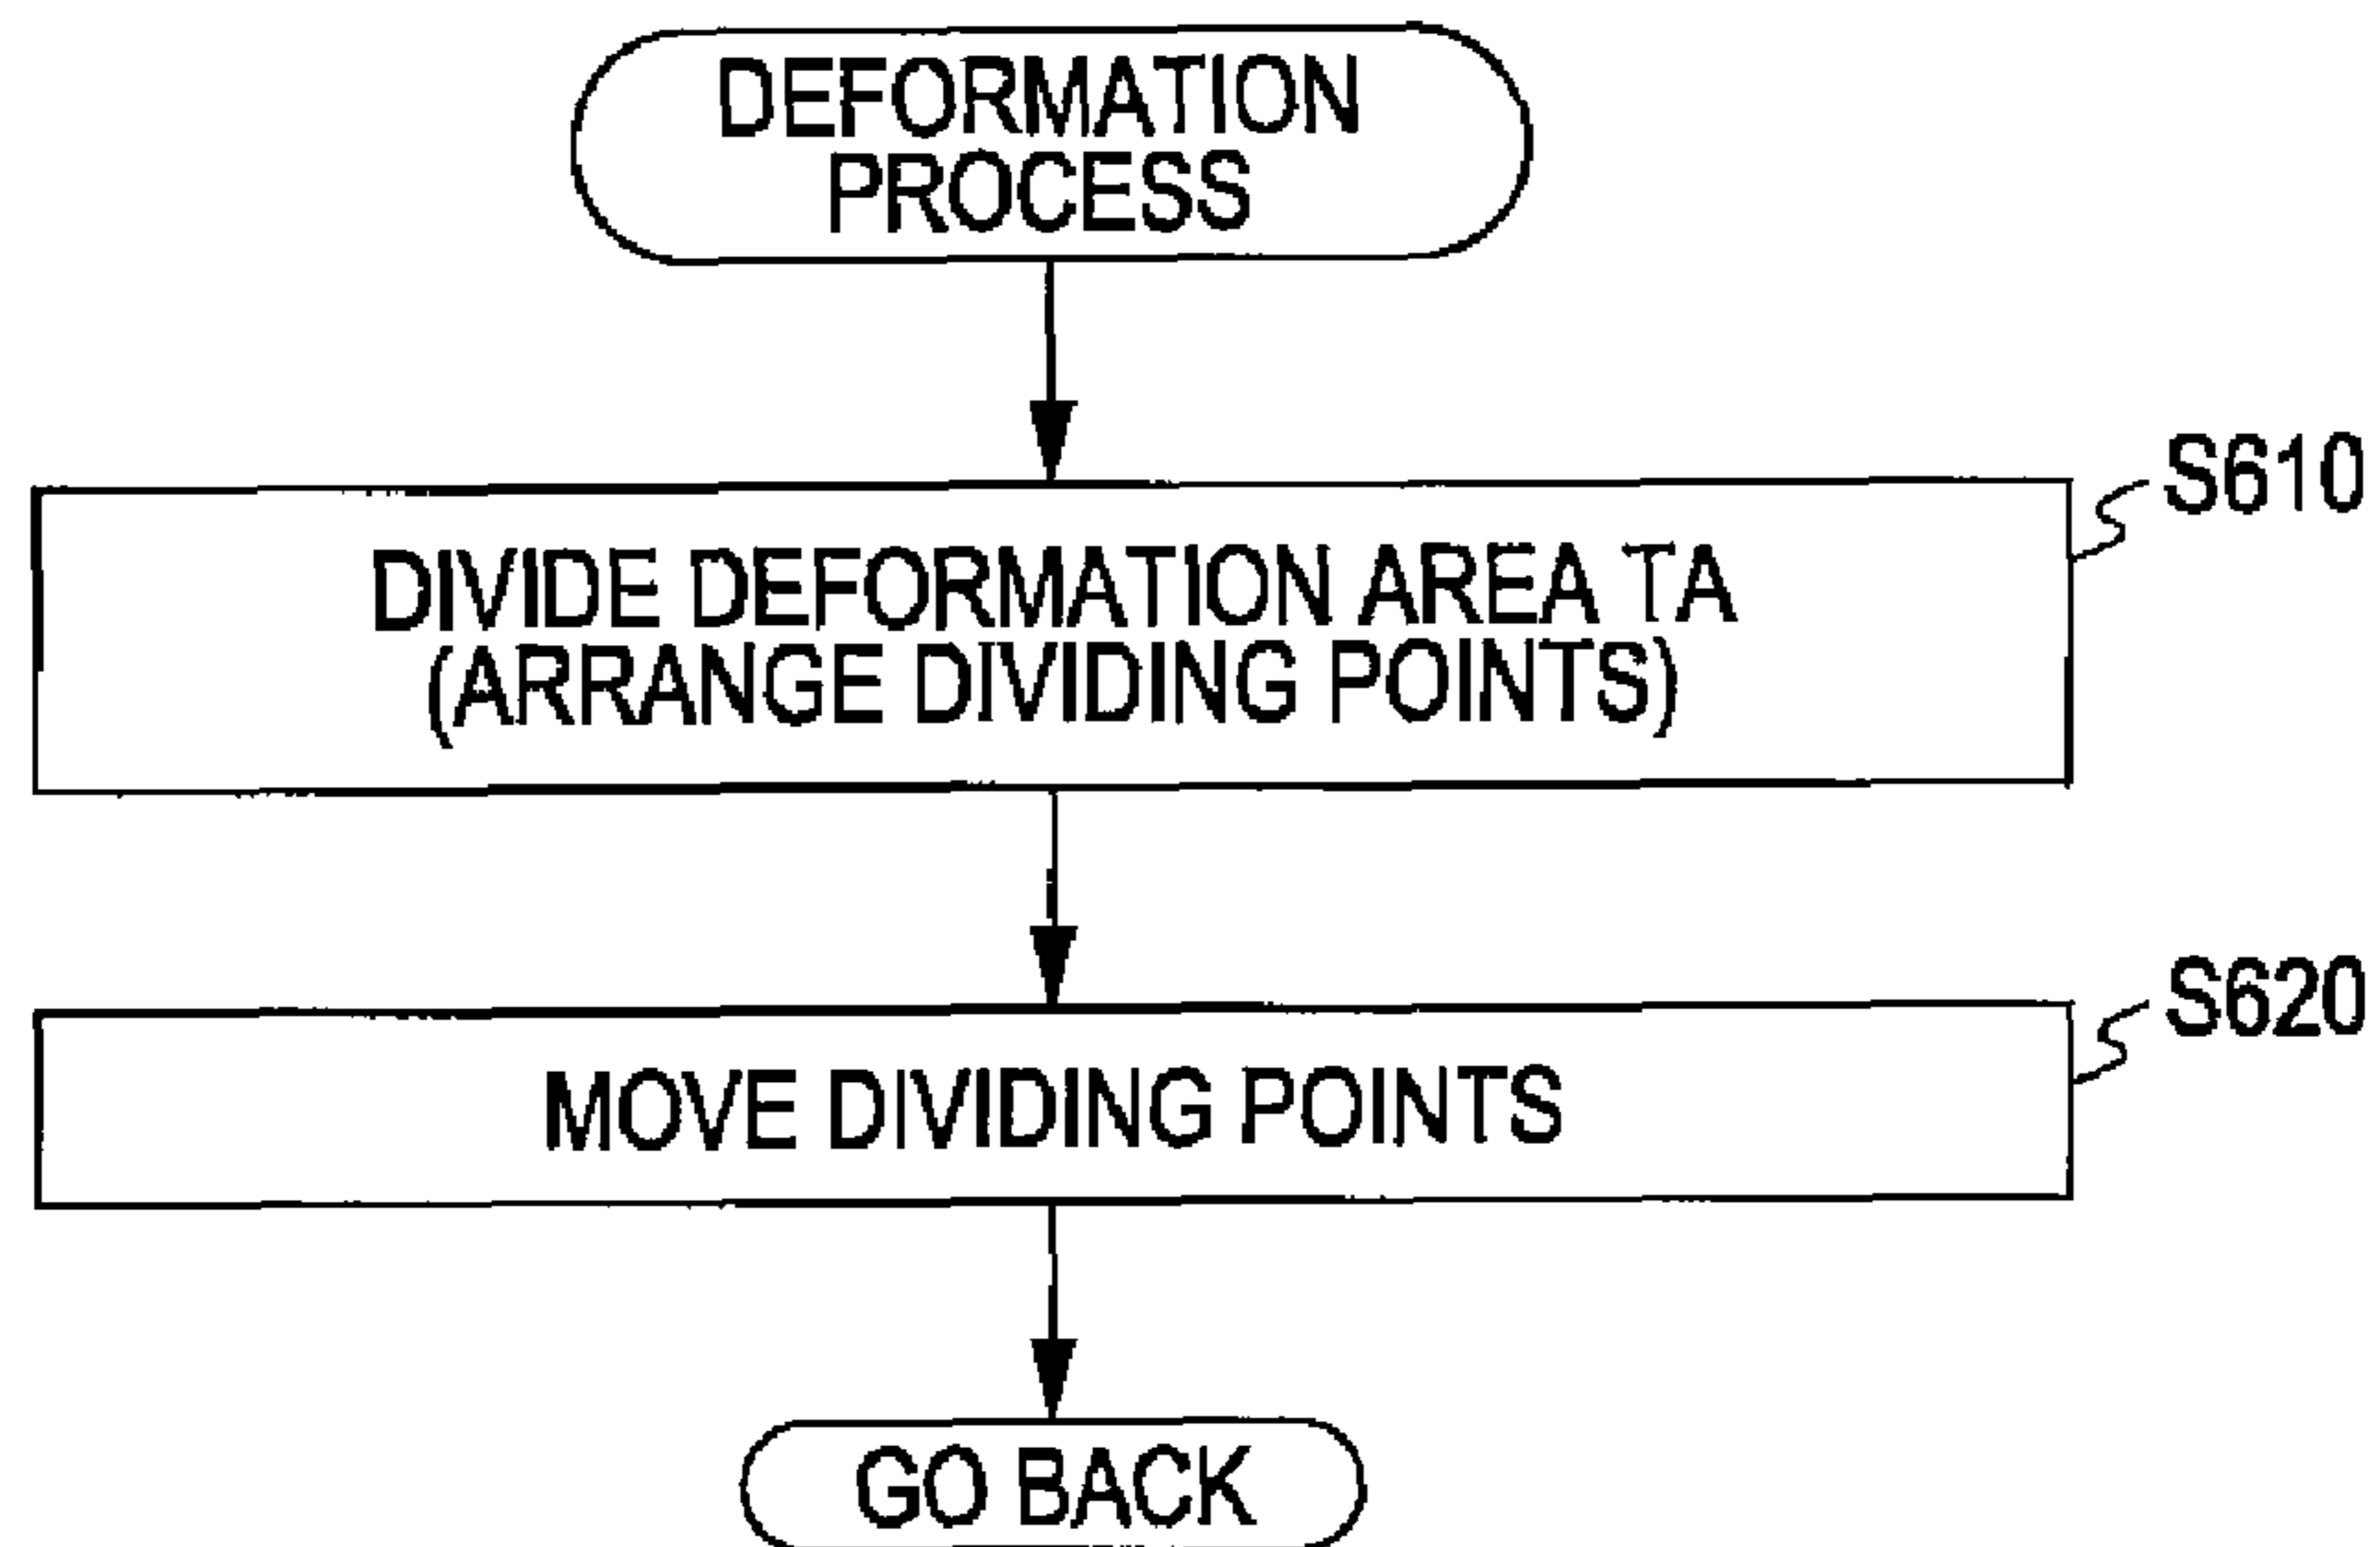 DEFORMATION
PROCESS
S610
DIVIDE DEFORMATION AREA TA
(ARRANGE DIVIDING POINTS)
S620
MOVE DIVIDING POINTS
GO BACK